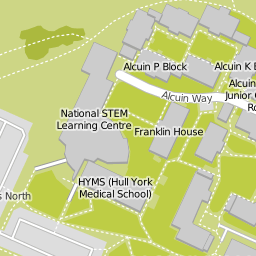 Alcuin P Block
Alcuin K B
Alcuin Way
Alcuin
Junior C
Ro
National STEM
Learning Centre
Franklin House
HYMS (Hull York
Medical School)
s North